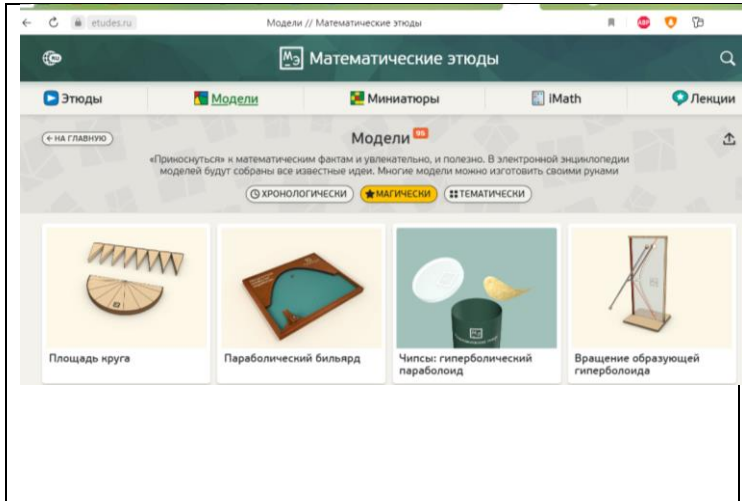 etudes.ru
Модели // Математические этюды
ABP
МЭ Математические этюды
Этюды
Модели
Миниатюры
iMath
Лекции
← НА ГЛАВНУЮ
Модели 95
«Прикоснуться» к математическим фактам и увлекательно, и полезно. В электронной энциклопедии
моделей будут собраны все известные идеи. Многие модели можно изготовить своими руками
ХРОНОЛОГИЧЕСКИ
МАГИЧЕСКИ
ТЕМАТИЧЕСКИ
Площадь круга
Параболический бильярд
Чипсы: гиперболический
параболоид
Вращение образующей
гиперболоида